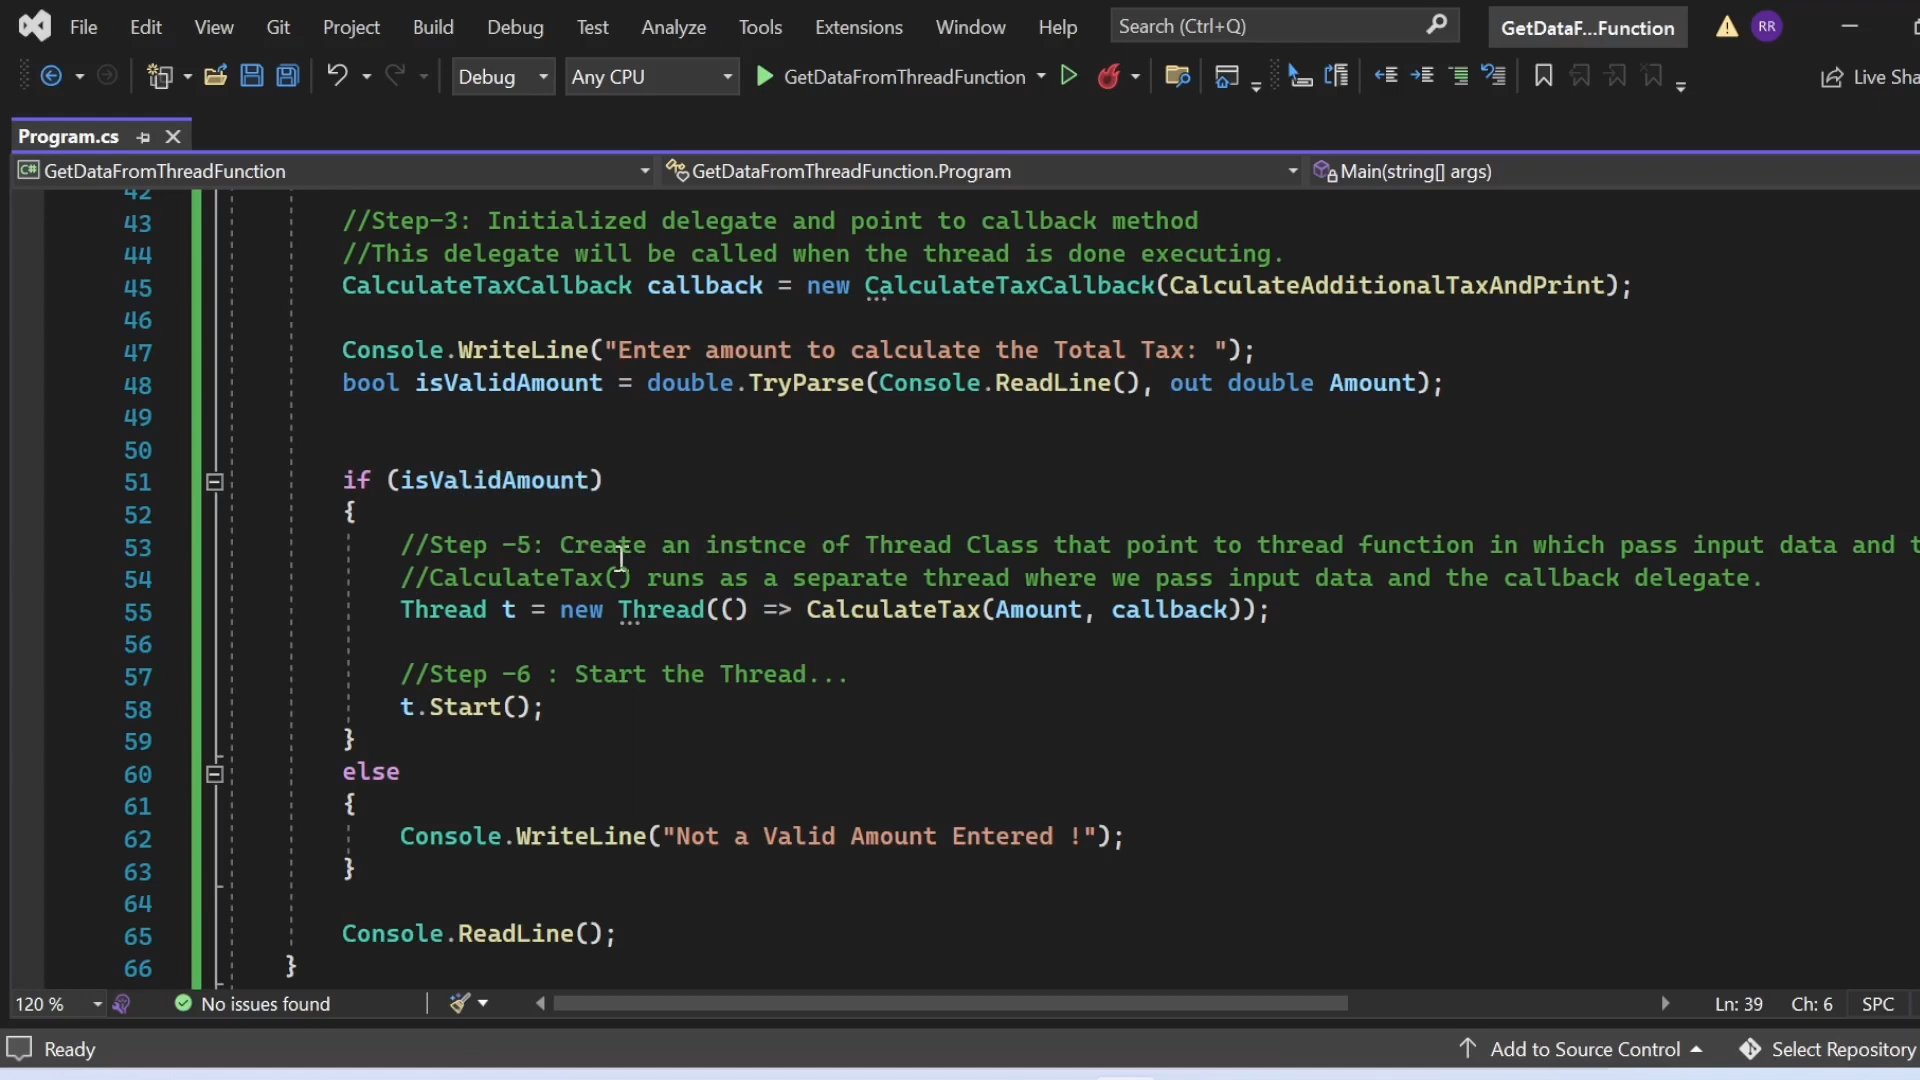 File Edit View Git Project Build Debug Test Analyze Tools Extensions Window Help Search (Ctrl+Q) GetDataF...Function RR
Debug Any CPU GetDataFromThreadFunction Live Sha
Program.cs
C# GetDataFromThreadFunction GetDataFromThreadFunction.Program Main(string[] args)
42
43 //Step-3: Initialized delegate and point to callback method
44 //This delegate will be called when the thread is done executing.
45 CalculateTaxCallback callback = new CalculateTaxCallback(CalculateAdditionalTaxAndPrint);
46
47 Console.WriteLine("Enter amount to calculate the Total Tax: ");
48 bool isValidAmount = double.TryParse(Console.ReadLine(), out double Amount);
49
50
51 if (isValidAmount)
52 {
53 //Step -5: Create an instnce of Thread Class that point to thread function in which pass input data and t
54 //CalculateTax() runs as a separate thread where we pass input data and the callback delegate.
55 Thread t = new Thread(() => CalculateTax(Amount, callback));
56
57 //Step -6 : Start the Thread...
58 t.Start();
59 }
60 else
61 {
62 Console.WriteLine("Not a Valid Amount Entered !");
63 }
64
65 Console.ReadLine();
66 }
120 % No issues found Ln: 39 Ch: 6 SPC
Ready Add to Source Control Select Repository